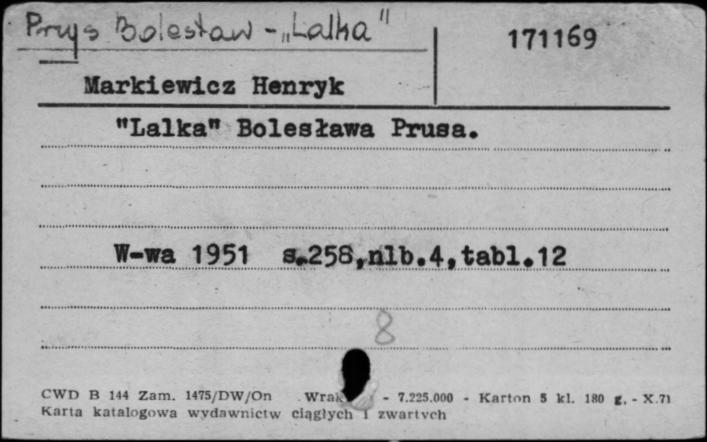 Prus Bolesław - „Lalka"
171169
Markiewicz Henryk
"Lalka" Bolesława Prusa.
W-wa 1951 s.258,nlb.4,tabl.12
8
CWD B 144 Zam. 1475/DW/On - 7.225.000 - Karton 5 kl. 180 g. - X.71
Karta katalogowa wydawnictw ciągłych i zwartych